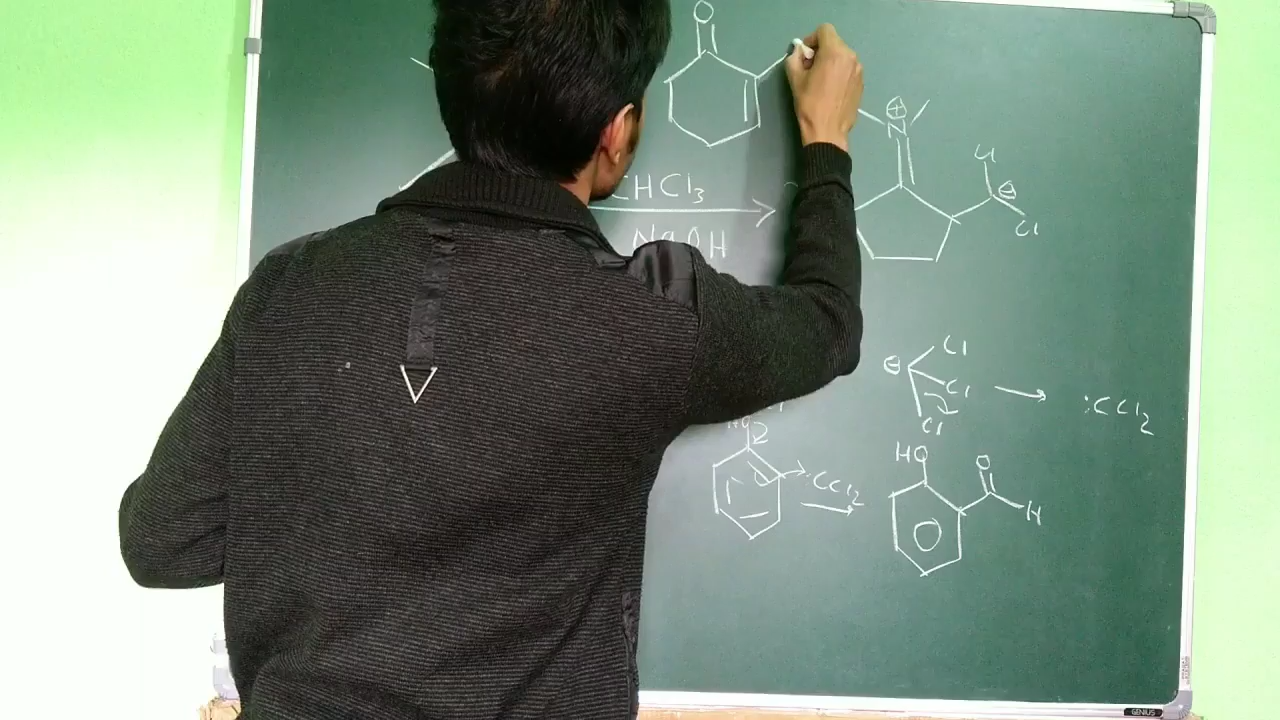 O
⊕
N
Cl
⊖
Cl
CHCl3
NaOH
⊖ Cl
Cl
Cl
:CCl2
HO
:CCl2
HO O
H
GENIUS